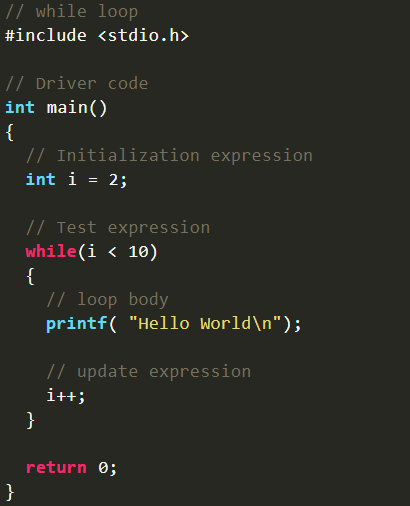 // while loop
#include <stdio.h>
// Driver code
int main()
{
// Initialization expression
int i = 2;
// Test expression
while(i < 10)
{
// loop body
printf( "Hello World\n");
// update expression
i++;
}
return 0;
}